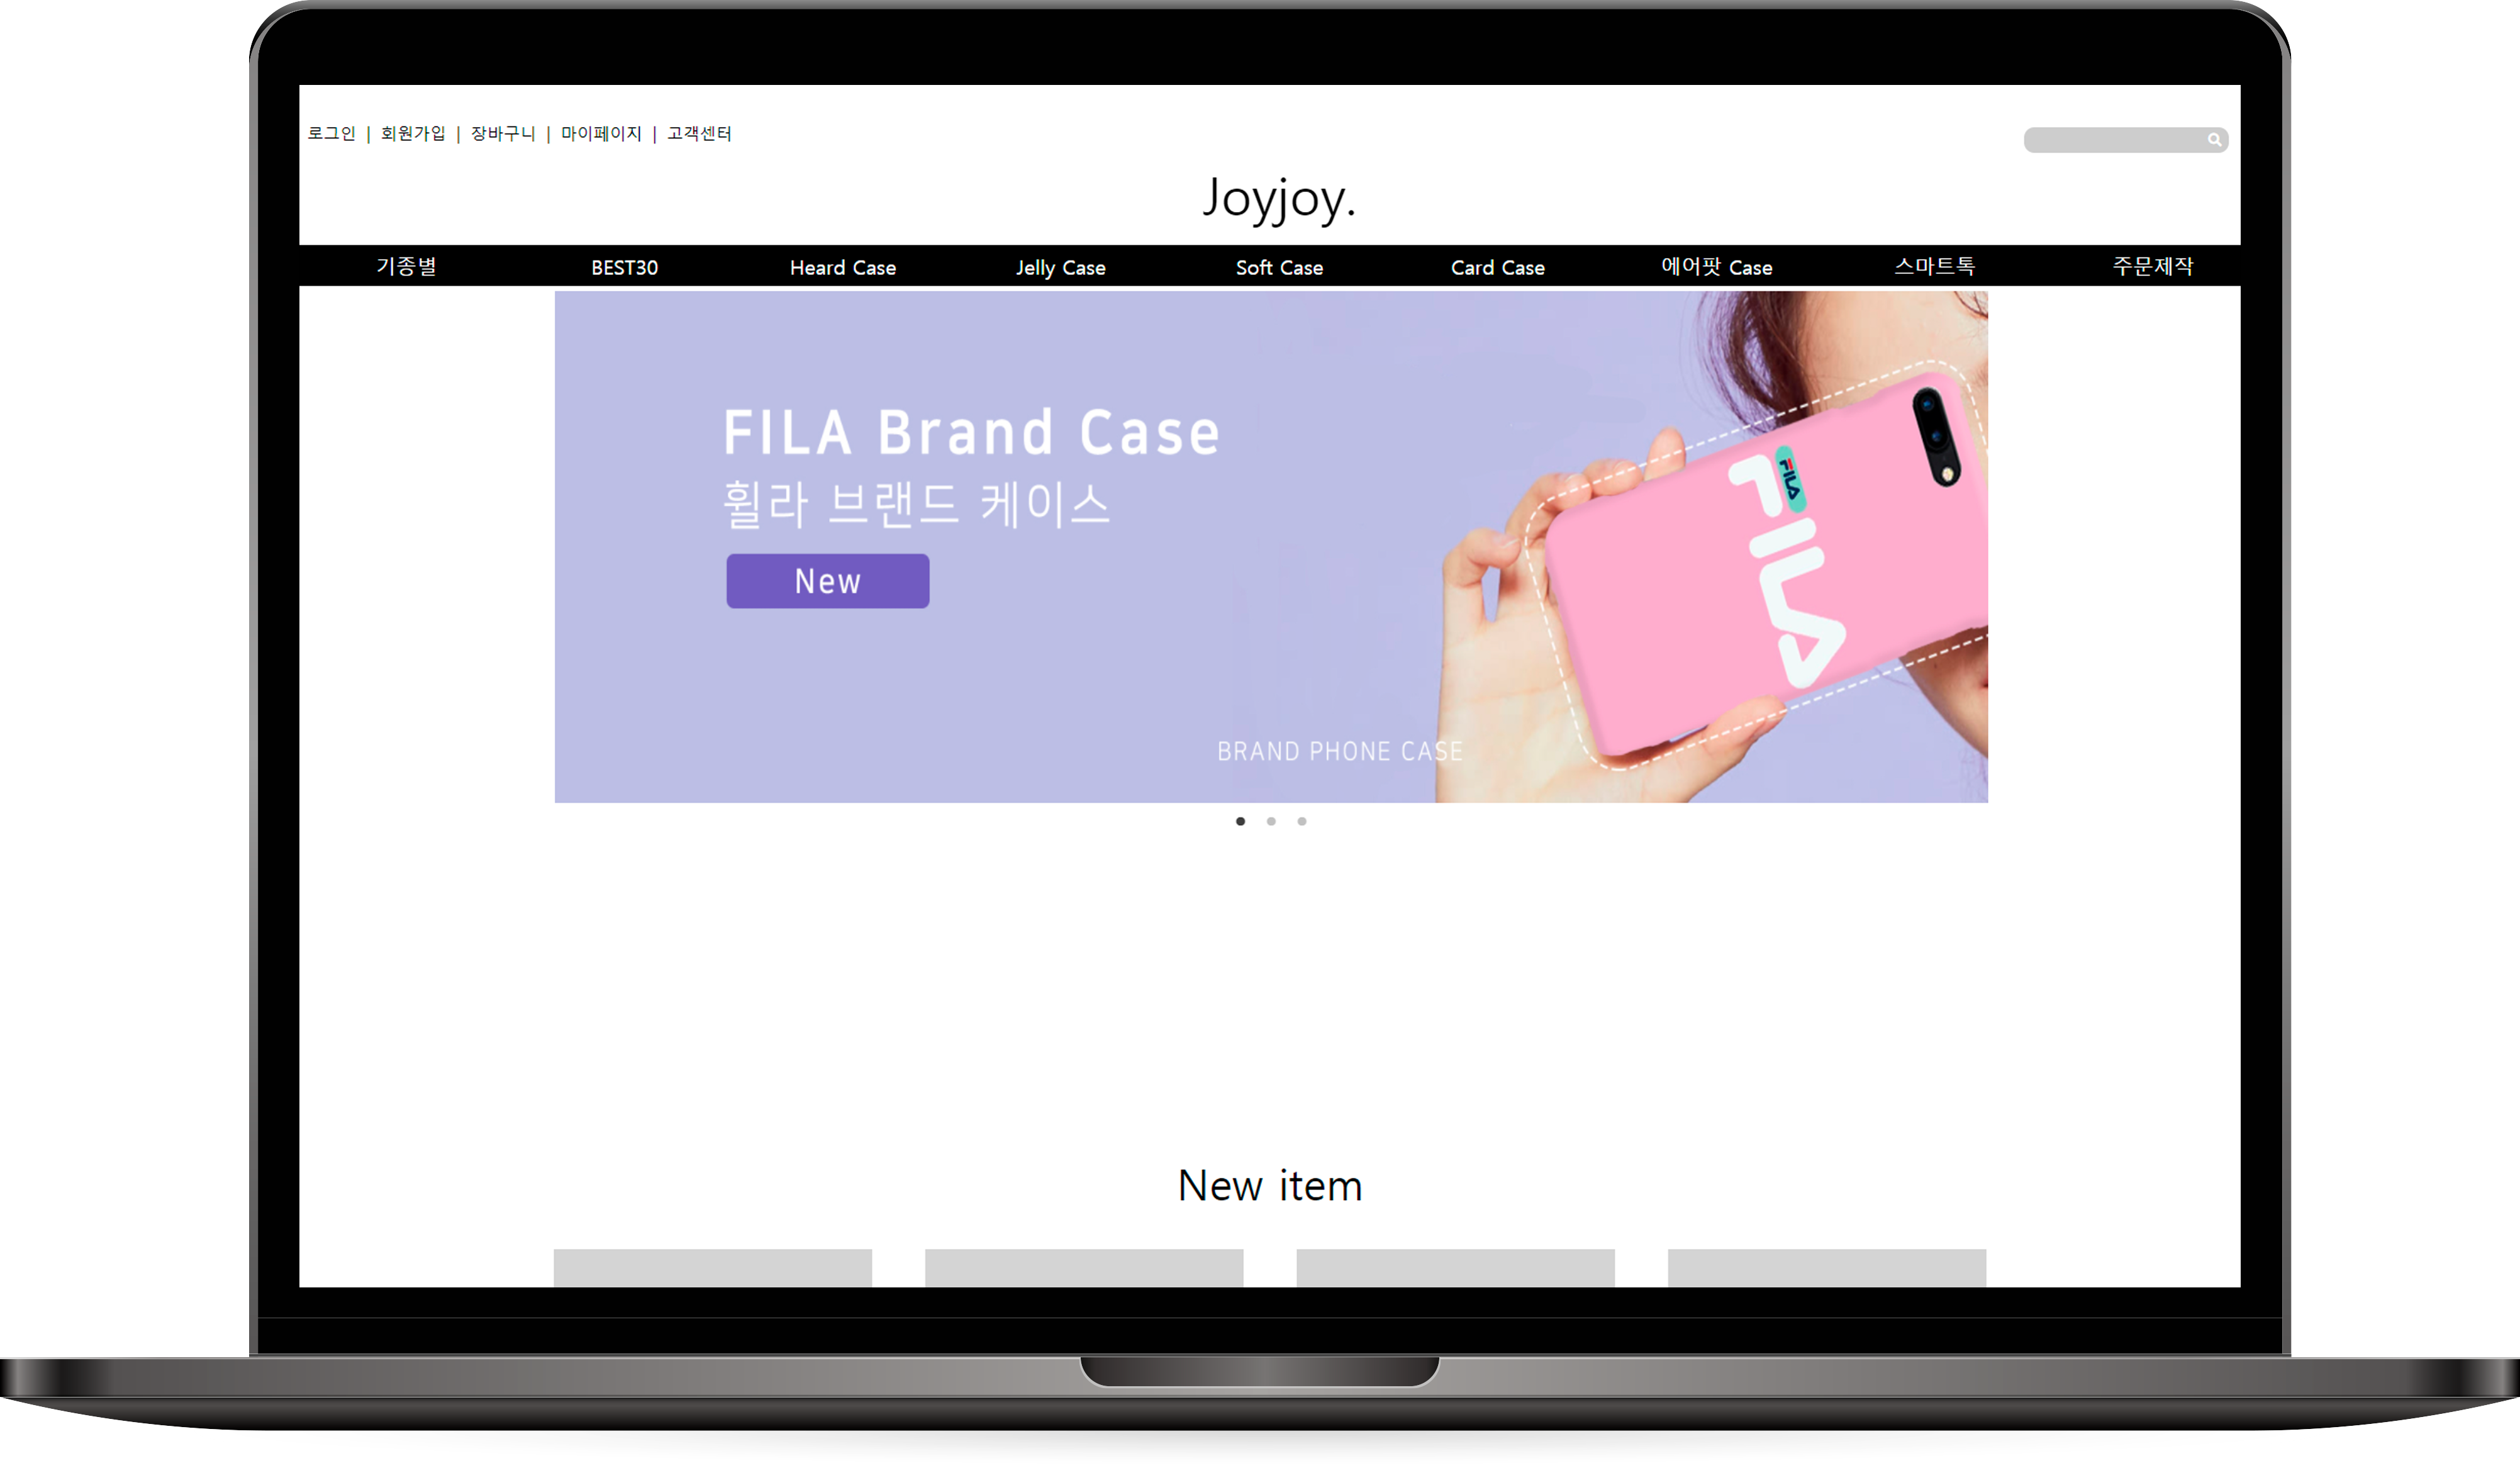 로그인 | 회원가입 | 장바구니 | 마이페이지 | 고객센터
Joyjoy.
기종별 BEST30 Heard Case Jelly Case Soft Case Card Case 에어팟 Case 스마트톡 주문제작
FILA Brand Case
휠라 브랜드 케이스
New
FILA
FILA
BRAND PHONE CASE
New item